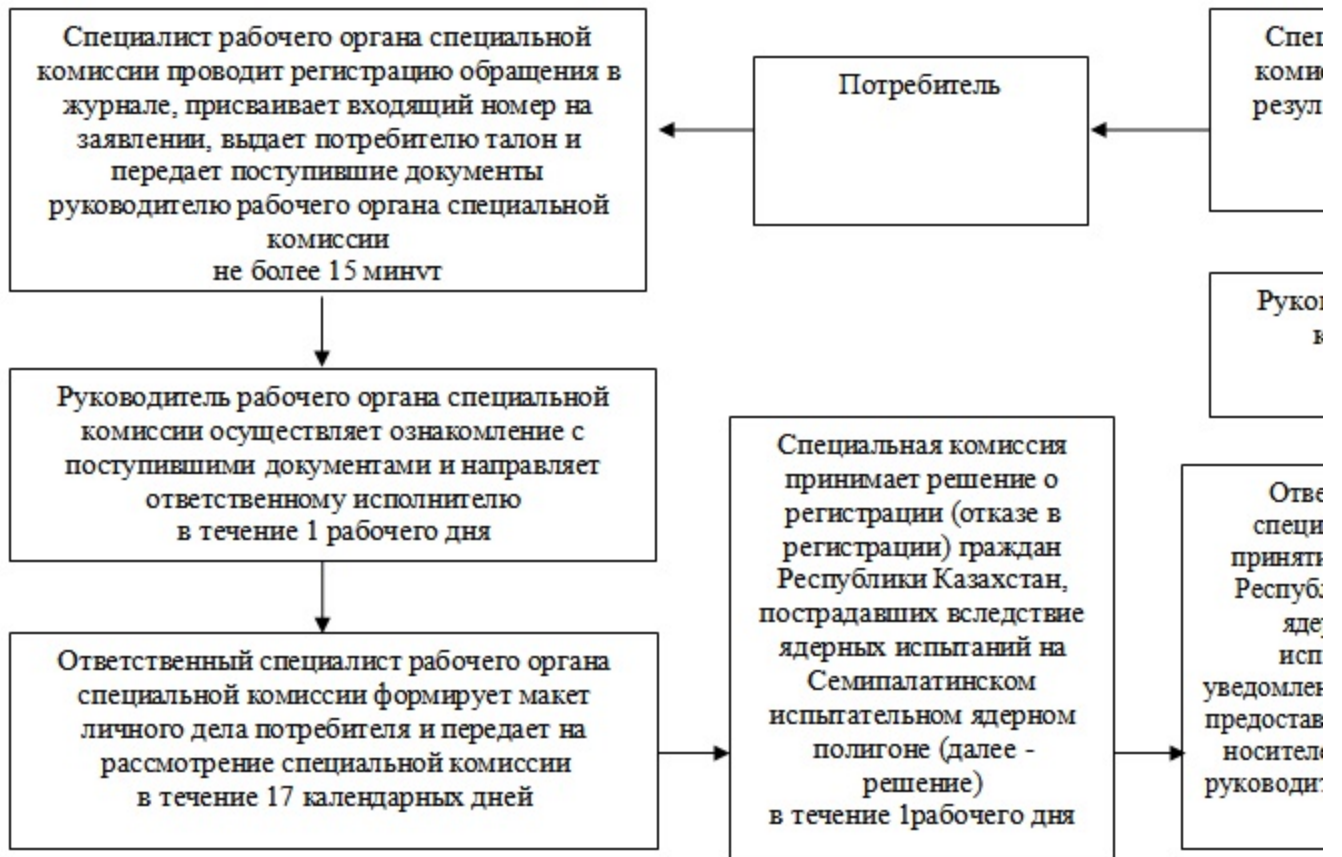 Специалист рабочего органа специальной
комиссии проводит регистрацию обращения в
журнале, присваивает входящий номер на
заявлении, выдает потребителю талон и
передает поступившие документы
руководителю рабочего органа специальной
комиссии
не более 15 минут
Потребитель
Руководитель рабочего органа специальной
комиссии осуществляет ознакомление с
поступившими документами и направляет
ответственному исполнителю
в течение 1 рабочего дня
Ответственный специалист рабочего органа
специальной комиссии формирует макет
личного дела потребителя и передает на
рассмотрение специальной комиссии
в течение 17 календарных дней
Специальная комиссия
принимает решение о
регистрации (отказе в
регистрации) граждан
Республики Казахстан,
пострадавших вследствие
ядерных испытаний на
Семипалатинском
испытательном ядерном
полигоне (далее -
решение)
в течение 1рабочего дня